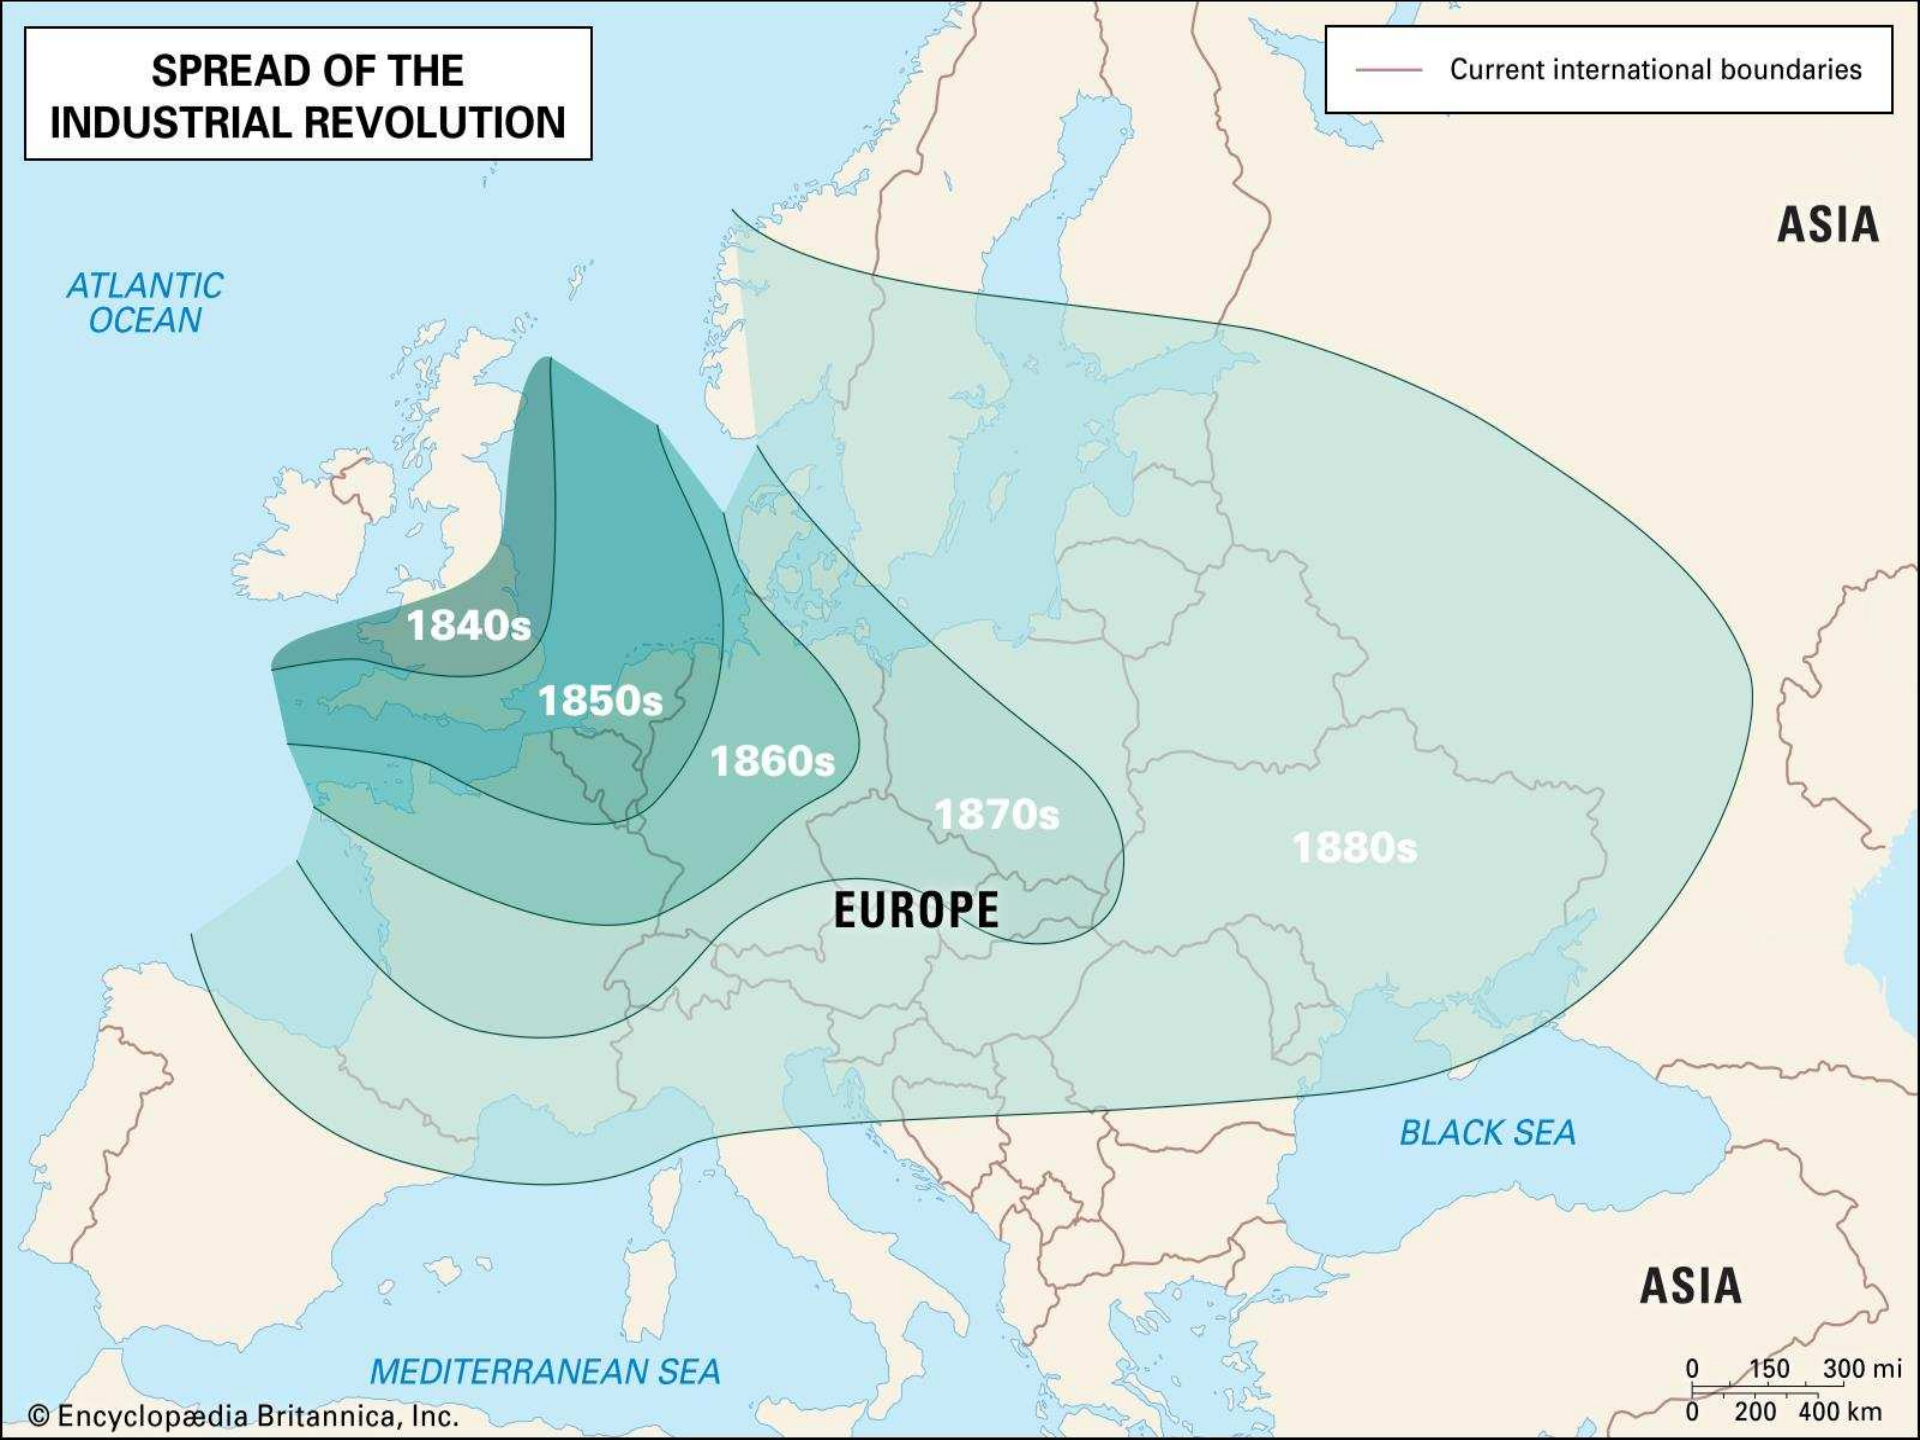 SPREAD OF THE
INDUSTRIAL REVOLUTION
Current international boundaries
ASIA
ATLANTIC
OCEAN
1840s
1850s
1860s
1870s
1880s
EUROPE
BLACK SEA
ASIA
MEDITERRANEAN SEA
0 150 300 mi
0 200 400 km
© Encyclopædia Britannica, Inc.